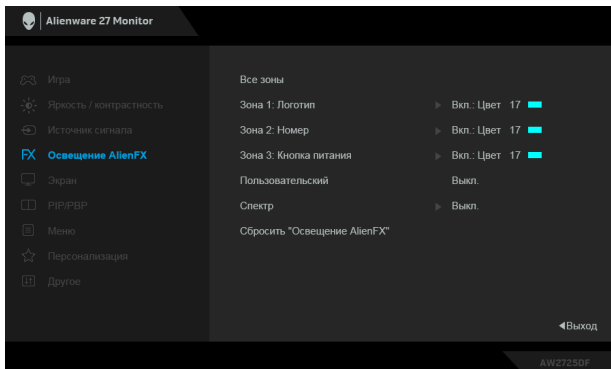 Alienware 27 Monitor
Игра
Яркость / контрастность
Источник сигнала
FX Освещение AlienFX
Экран
PIP/PBP
Меню
Персонализация
Другое
Все зоны
Зона 1: Логотип Вкл.: Цвет 17
Зона 2: Номер Вкл.: Цвет 17
Зона 3: Кнопка питания Вкл.: Цвет 17
Пользовательский Выкл.
Спектр Выкл.
Сбросить "Освещение AlienFX"
Выход
AW2725DF